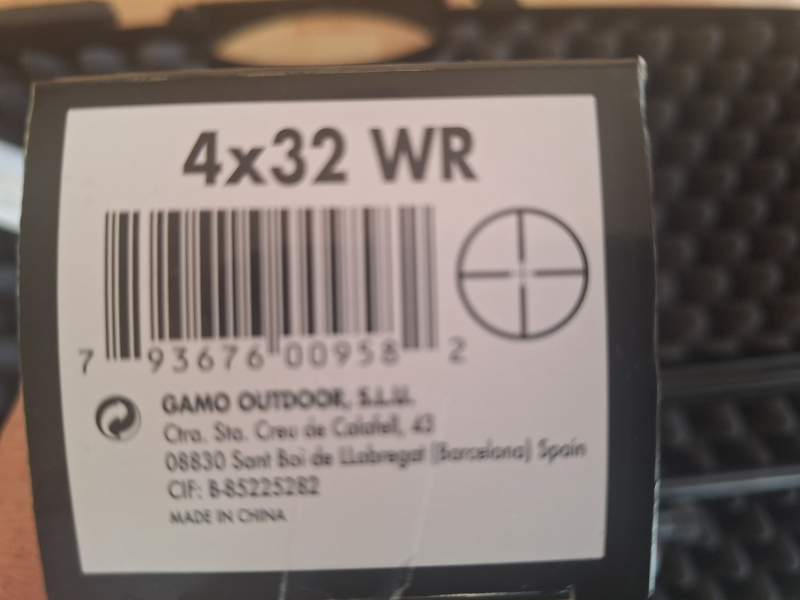 4x32 WR
7 93676 00958 2
GAMO OUTDOOR, S.L.U.
Ctra. Sta. Creu de Calafell, 43
08830 Sant Boi de LLobregat (Barcelona) Spain
CIF: B-85225282
MADE IN CHINA